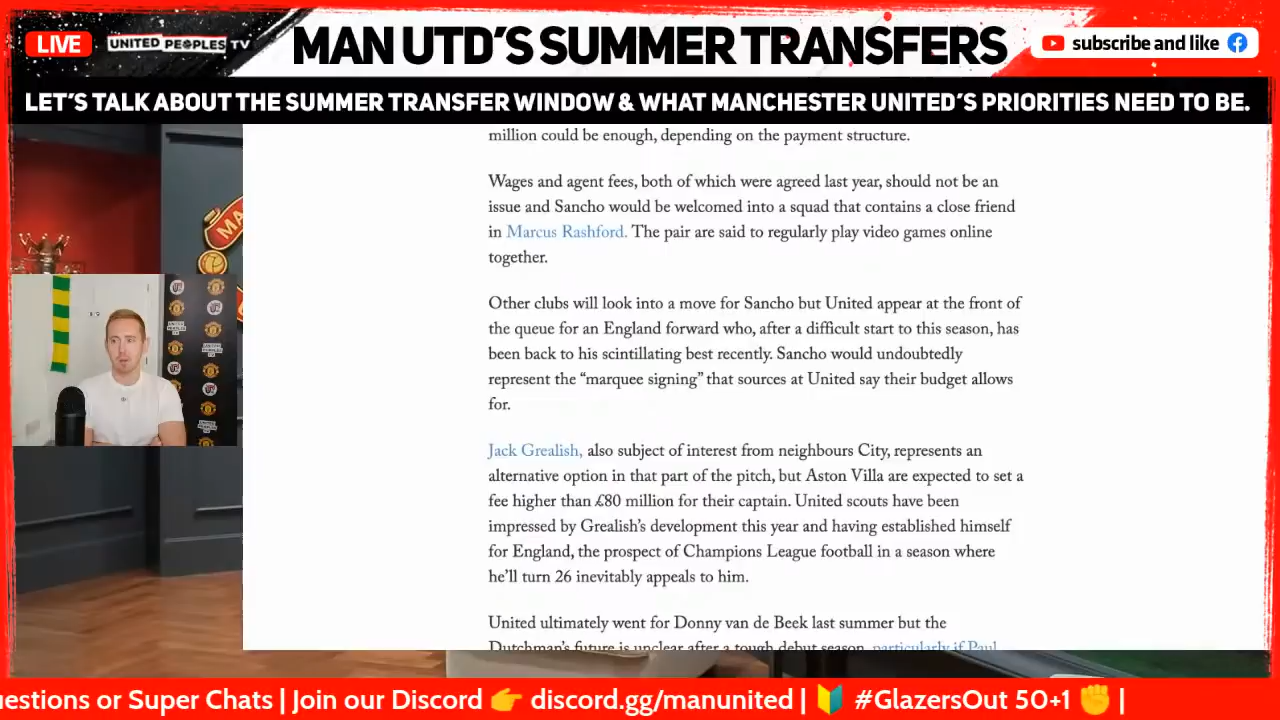 LIVE
UNITED PEOPLES TV
MAN UTD'S SUMMER TRANSFERS
subscribe and like
LET'S TALK ABOUT THE SUMMER TRANSFER WINDOW & WHAT MANCHESTER UNITED'S PRIORITIES NEED TO BE.
million could be enough, depending on the payment structure.
Wages and agent fees, both of which were agreed last year, should not be an
issue and Sancho would be welcomed into a squad that contains a close friend
in Marcus Rashford. The pair are said to regularly play video games online
together.
Other clubs will look into a move for Sancho but United appear at the front of
the queue for an England forward who, after a difficult start to this season, has
been back to his scintillating best recently. Sancho would undoubtedly
represent the “marquee signing” that sources at United say their budget allows
for.
Jack Grealish, also subject of interest from neighbours City, represents an
alternative option in that part of the pitch, but Aston Villa are expected to set a
fee higher than £80 million for their captain. United scouts have been
impressed by Grealish’s development this year and having established himself
for England, the prospect of Champions League football in a season where
he’ll turn 26 inevitably appeals to him.
United ultimately went for Donny van de Beek last summer but the
Dutchman’s future is unclear after a tough debut season, particularly if Paul
uestions or Super Chats | Join our Discord 👉 discord.gg/manunited | 🔰 #GlazersOut 50+1 ✊ |